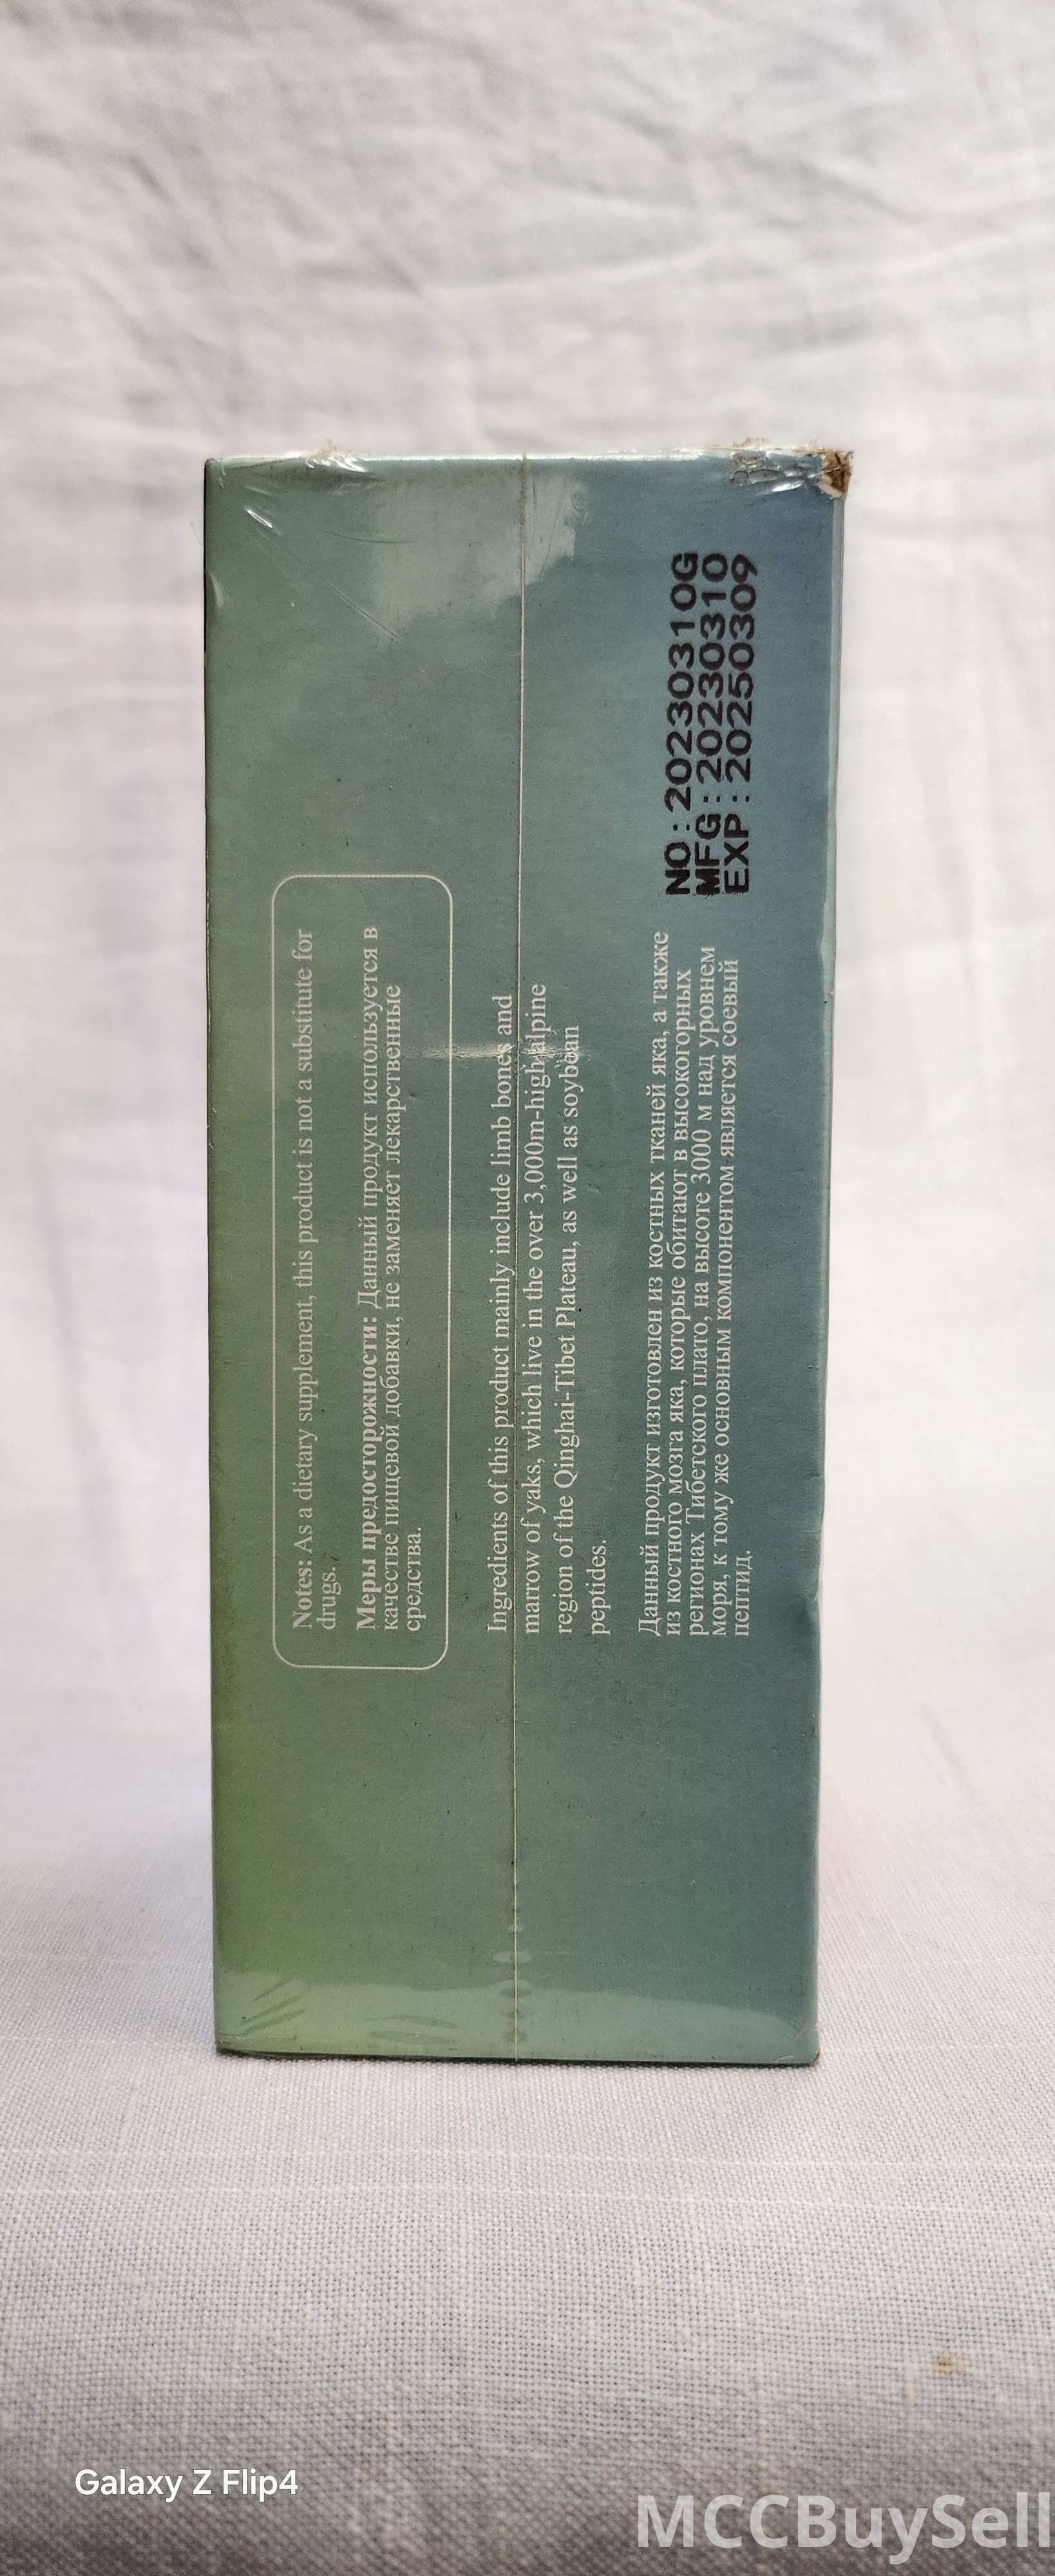 Notes: As a dietary supplement, this product is not a substitute for
drugs.
Меры предосторожности: Данный продукт используется в
качестве пищевой добавки, не заменяет лекарственные
средства.
Ingredients of this product mainly include limb bones and
marrow of yaks, which live in the over 3,000m-high alpine
region of the Qinghai-Tibet Plateau, as well as soybean
peptides.
Данный продукт изготовлен из костных тканей яка, а также
из костного мозга яка, которые обитают в высокогорных
регионах Тибетского плато, на высоте 3000 м над уровнем
моря, к тому же основным компонентом является соевый
пептид.
NO : 20230310G
MFG : 20230310
EXP : 20250309
Galaxy Z Flip4
MCCBuySell